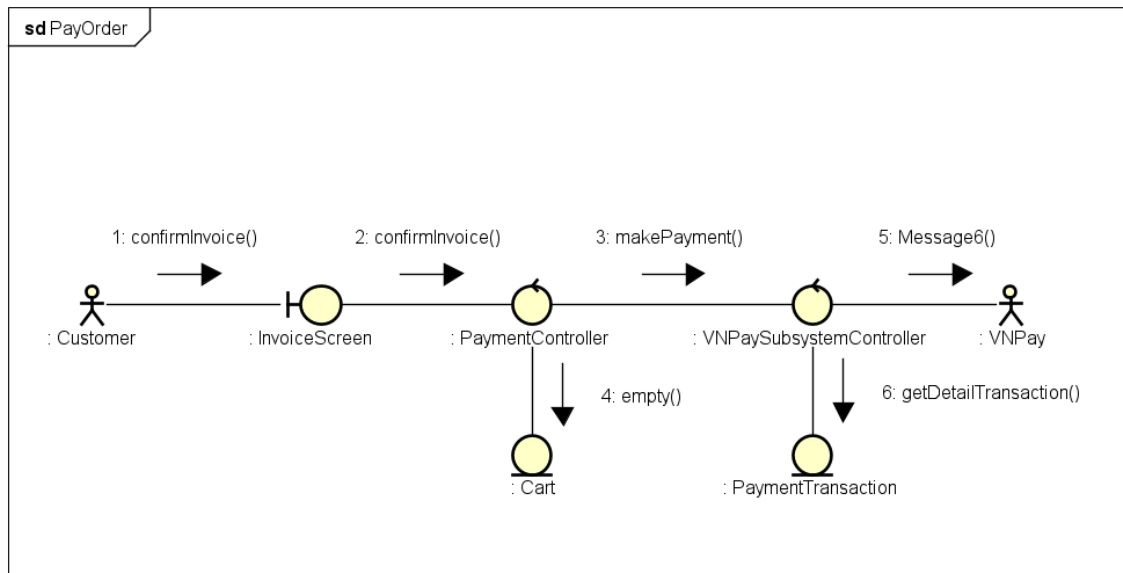 sd PayOrder
1: confirmInvoice()
2: confirmInvoice()
3: makePayment()
5: Message6()
: Customer
: InvoiceScreen
: PaymentController
: VNPaySubsystemController
: VNPay
4: empty()
6: getDetailTransaction()
: Cart
: PaymentTransaction